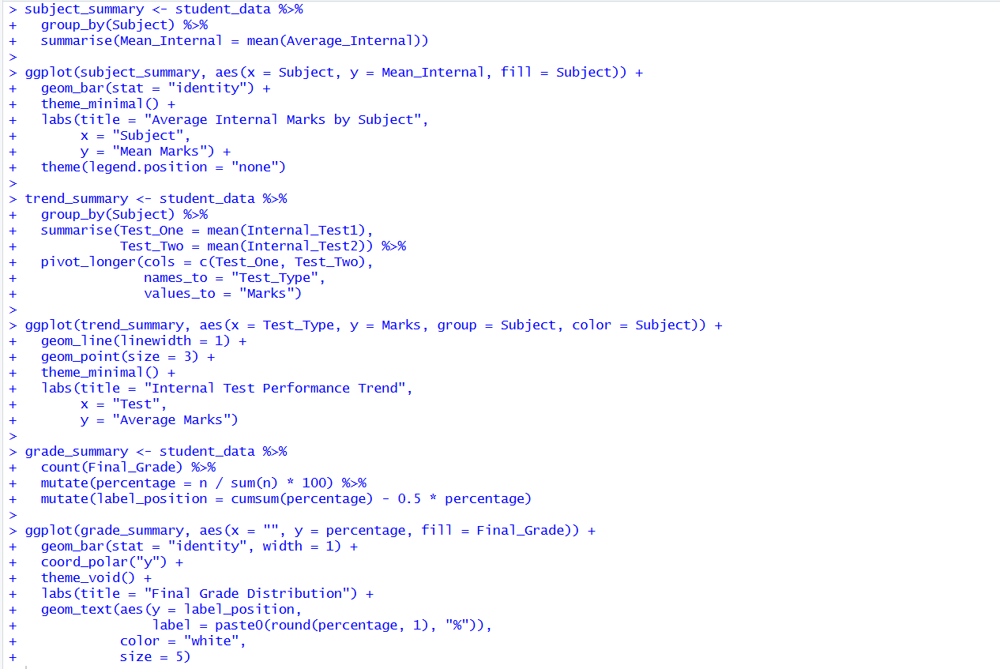 > subject_summary <- student_data %>%
+   group_by(Subject) %>%
+   summarise(Mean_Internal = mean(Average_Internal))
>
> ggplot(subject_summary, aes(x = Subject, y = Mean_Internal, fill = Subject)) +
+   geom_bar(stat = "identity") +
+   theme_minimal() +
+   labs(title = "Average Internal Marks by Subject",
+        x = "Subject",
+        y = "Mean Marks") +
+   theme(legend.position = "none")
>
> trend_summary <- student_data %>%
+   group_by(Subject) %>%
+   summarise(Test_One = mean(Internal_Test1),
+             Test_Two = mean(Internal_Test2)) %>%
+   pivot_longer(cols = c(Test_One, Test_Two),
+                names_to = "Test_Type",
+                values_to = "Marks")
>
> ggplot(trend_summary, aes(x = Test_Type, y = Marks, group = Subject, color = Subject)) +
+   geom_line(linewidth = 1) +
+   geom_point(size = 3) +
+   theme_minimal() +
+   labs(title = "Internal Test Performance Trend",
+        x = "Test",
+        y = "Average Marks")
>
> grade_summary <- student_data %>%
+   count(Final_Grade) %>%
+   mutate(percentage = n / sum(n) * 100) %>%
+   mutate(label_position = cumsum(percentage) - 0.5 * percentage)
>
> ggplot(grade_summary, aes(x = "", y = percentage, fill = Final_Grade)) +
+   geom_bar(stat = "identity", width = 1) +
+   coord_polar("y") +
+   theme_void() +
+   labs(title = "Final Grade Distribution") +
+   geom_text(aes(y = label_position,
+                 label = paste0(round(percentage, 1), "%")),
+             color = "white",
+             size = 5)